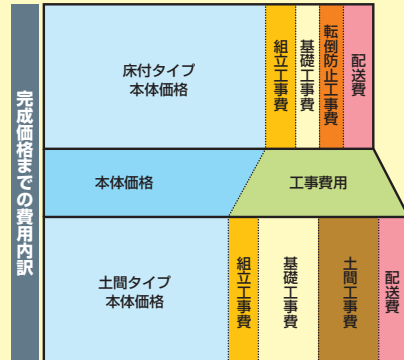 完成価格までの費用内訳
床付タイプ
本体価格
組立工事費
基礎工事費
転倒防止工事費
配送費
本体価格
工事費用
土間タイプ
本体価格
組立工事費
基礎工事費
土間工事費
配送費